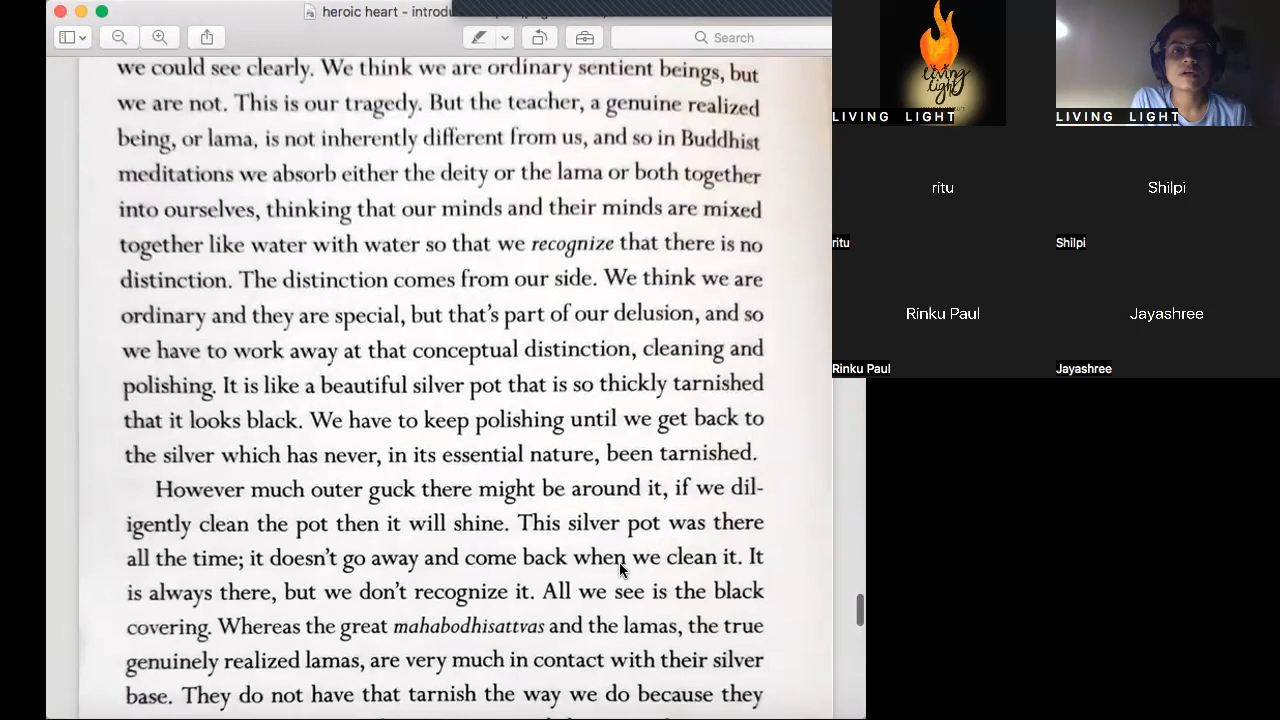 heroic heart - introdu
Search
we could see clearly. We think we are ordinary sentient beings, but
we are not. This is our tragedy. But the teacher, a genuine realized
being, or lama, is not inherently different from us, and so in Buddhist
meditations we absorb either the deity or the lama or both together
into ourselves, thinking that our minds and their minds are mixed
together like water with water so that we recognize that there is no
distinction. The distinction comes from our side. We think we are
ordinary and they are special, but that's part of our delusion, and so
we have to work away at that conceptual distinction, cleaning and
polishing. It is like a beautiful silver pot that is so thickly tarnished
that it looks black. We have to keep polishing until we get back to
the silver which has never, in its essential nature, been tarnished.
However much outer guck there might be around it, if we dil-
igently clean the pot then it will shine. This silver pot was there
all the time; it doesn't go away and come back when we clean it. It
is always there, but we don't recognize it. All we see is the black
covering. Whereas the great mahabodhisattvas and the lamas, the true
genuinely realized lamas, are very much in contact with their silver
base. They do not have that tarnish the way we do because they
living
light
LIVING LIGHT
LIVING LIGHT
ritu
Shilpi
ritu
Shilpi
Rinku Paul
Jayashree
Rinku Paul
Jayashree